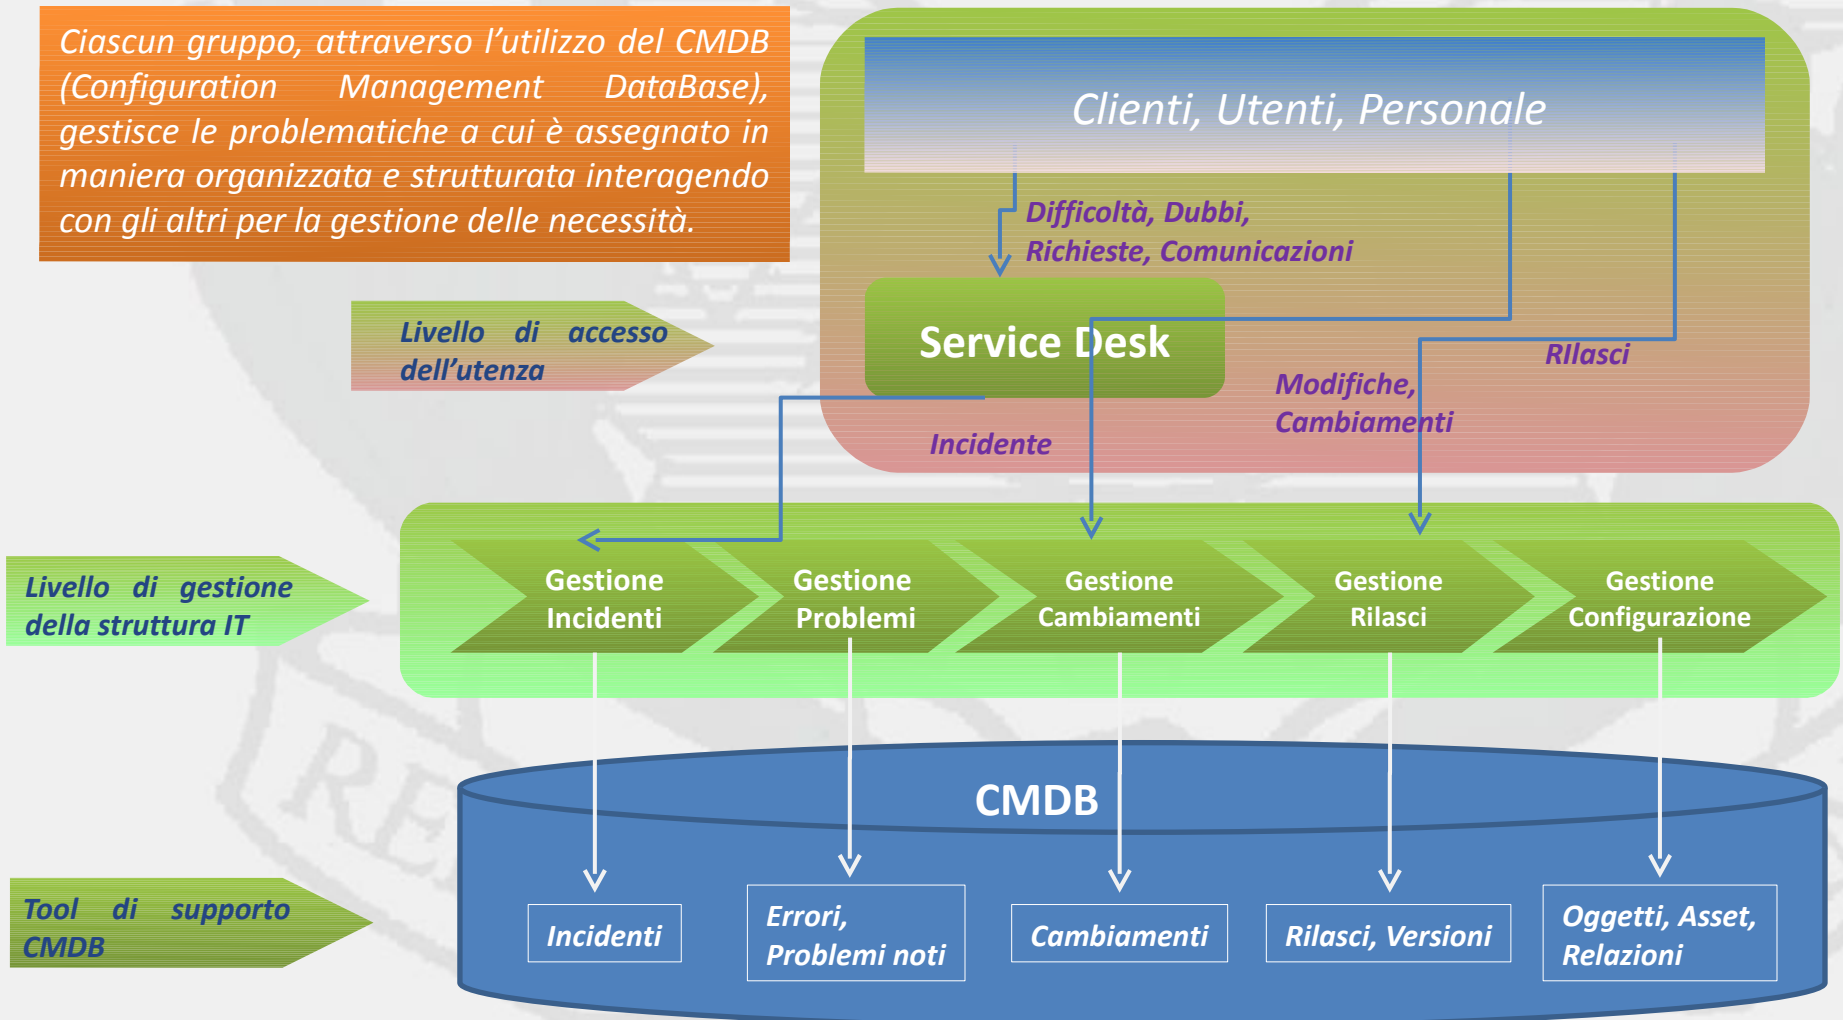 Ciascun gruppo, attraverso l’utilizzo del CMDB
(Configuration Management DataBase),
gestisce le problematiche a cui è assegnato in
maniera organizzata e strutturata interagendo
con gli altri per la gestione delle necessità.
Clienti, Utenti, Personale
Difficoltà, Dubbi,
Richieste, Comunicazioni
Livello di accesso
dell’utenza
Service Desk
RIlasci
Modifiche,
Cambiamenti
Incidente
Livello di gestione
della struttura IT
Gestione
Incidenti
Gestione
Problemi
Gestione
Cambiamenti
Gestione
Rilasci
Gestione
Configurazione
CMDB
Tool di supporto
CMDB
Incidenti
Errori,
Problemi noti
Cambiamenti
Rilasci, Versioni
Oggetti, Asset,
Relazioni